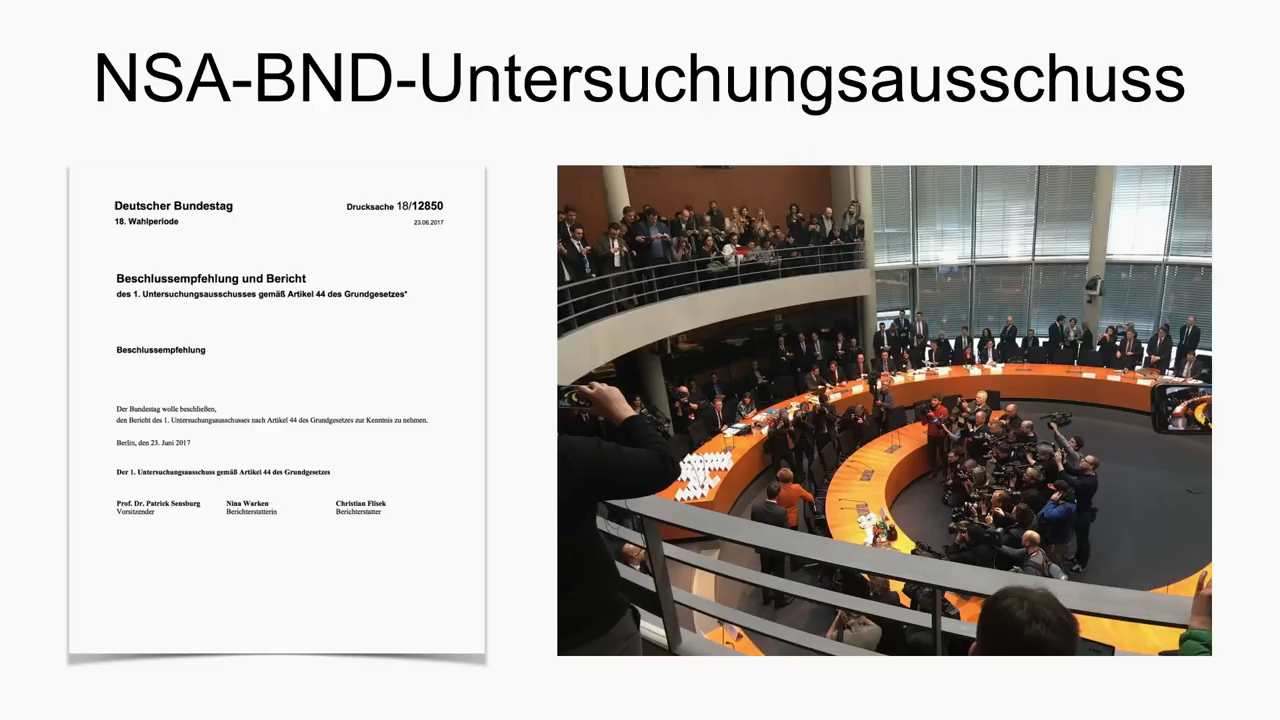 NSA-BND-Untersuchungsausschuss
Deutscher Bundestag
Drucksache 18/12850
18. Wahlperiode
23.06.2017
Beschlussempfehlung und Bericht
des 1. Untersuchungsausschusses gemäß Artikel 44 des Grundgesetzes*
Beschlussempfehlung
Der Bundestag wolle beschließen,
den Bericht des 1. Untersuchungsausschusses nach Artikel 44 des Grundgesetzes zur Kenntnis zu nehmen.
Berlin, den 23. Juni 2017
Der 1. Untersuchungsausschuss gemäß Artikel 44 des Grundgesetzes
Prof. Dr. Patrick Sensburg Nina Warken Christian Flisek
Vorsitzender Berichterstatterin Berichterstatter